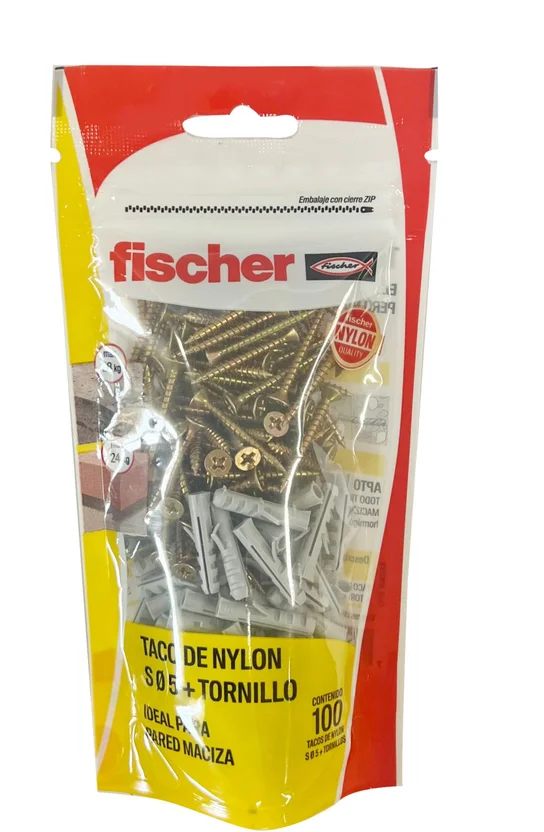 Embalaje con cierre ZIP
fischer
fischer
fischer
NYLON
QUALITY
kg
24
APTO
TODO
TACO DE NYLON
S Ø 5 + TORNILLO
IDEAL PARA
PARED MACIZA
CONTENIDO
100
TACOS DE NYLON
S Ø 5 + TORNILLOS